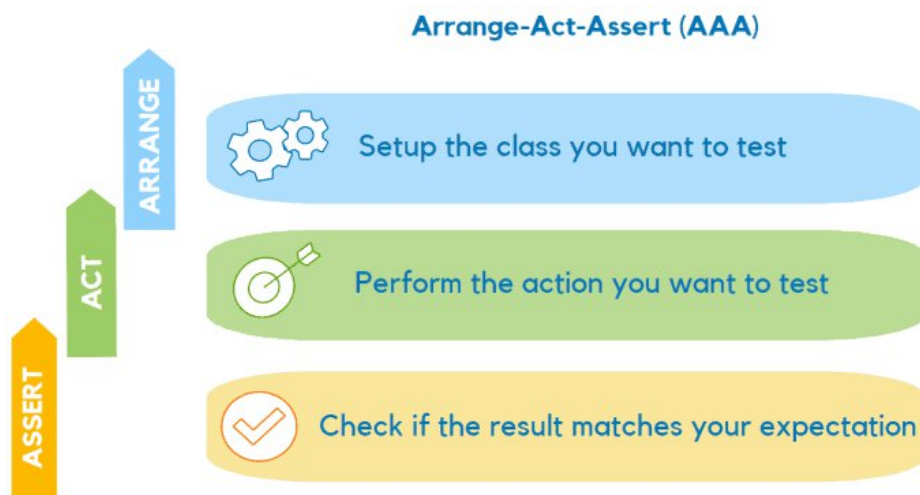 Arrange-Act-Assert (AAA)
ARRANGE
Setup the class you want to test
ACT
Perform the action you want to test
ASSERT
Check if the result matches your expectation